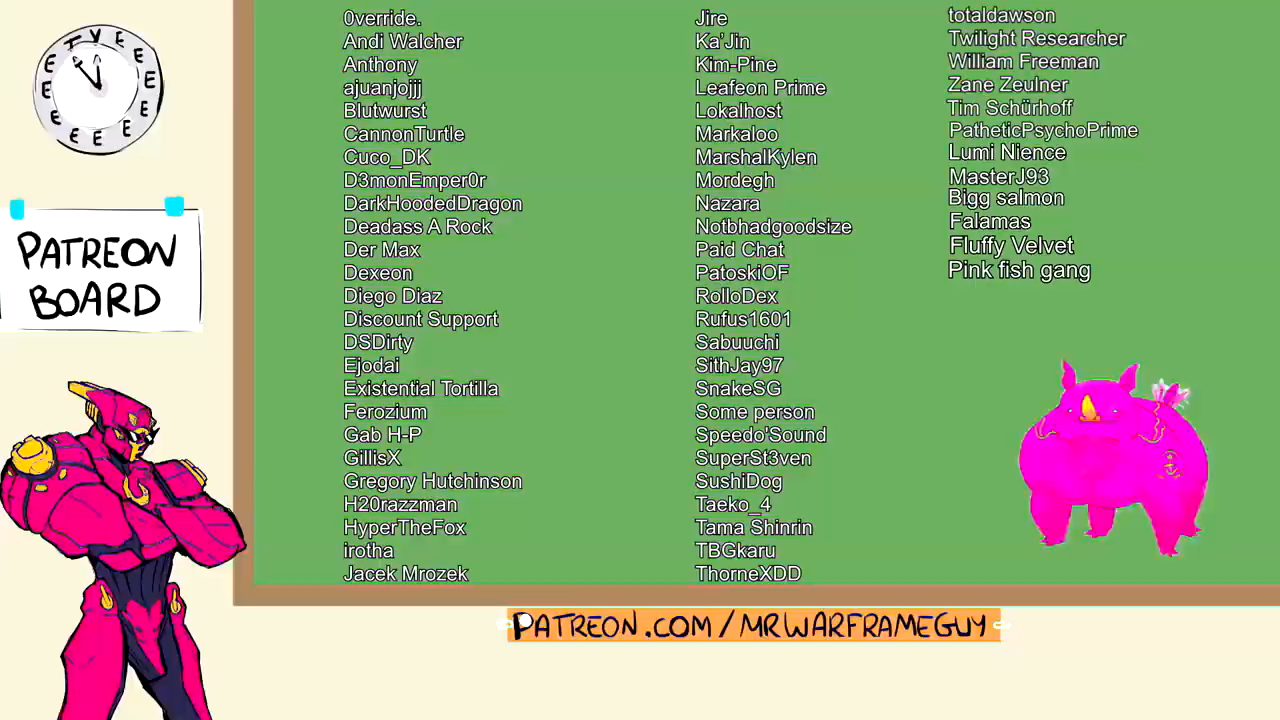 T V E E E E E E E E E E
PATREON
BOARD
0verride.
Andi Walcher
Anthony
ajuanjojjj
Blutwurst
CannonTurtle
Cuco_DK
D3monEmper0r
DarkHoodedDragon
Deadass A Rock
Der Max
Dexeon
Diego Diaz
Discount Support
DSDirty
Ejodai
Existential Tortilla
Ferozium
Gab H-P
GillisX
Gregory Hutchinson
H20razzman
HyperTheFox
irotha
Jacek Mrozek
Jire
Ka'Jin
Kim-Pine
Leafeon Prime
Lokalhost
Markaloo
MarshalKylen
Mordegh
Nazara
Notbhadgoodsize
Paid Chat
PatoskiOF
RolloDex
Rufus1601
Sabuuchi
SithJay97
SnakeSG
Some person
Speedo'Sound
SuperSt3ven
SushiDog
Taeko_4
Tama Shinrin
TBGkaru
ThorneXDD
totaldawson
Twilight Researcher
William Freeman
Zane Zeulner
Tim Schürhoff
PatheticPsychoPrime
Lumi Nience
MasterJ93
Bigg salmon
Falamas
Fluffy Velvet
Pink fish gang
PATREON.COM/MRWARFRAMEGUY